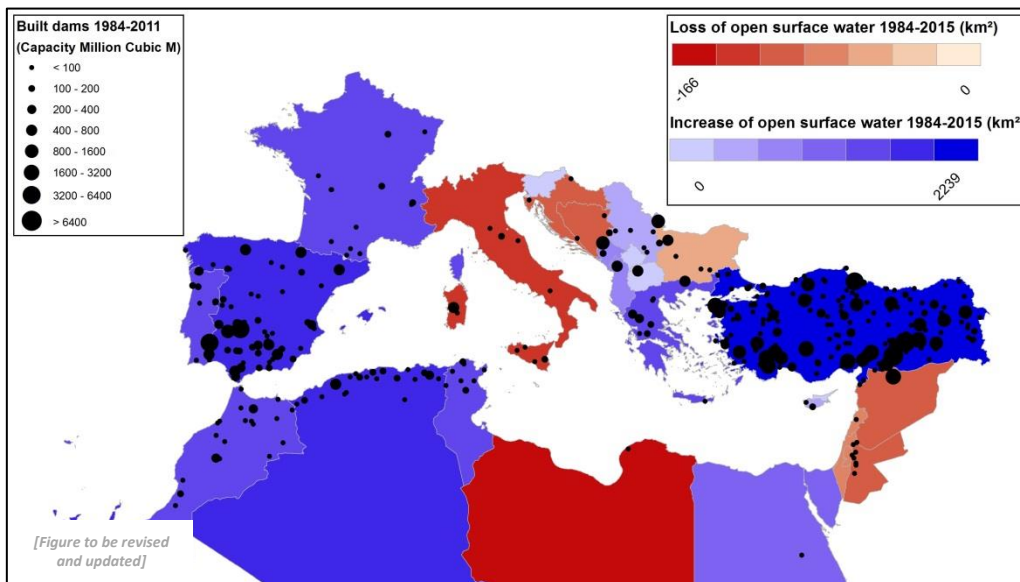 Built dams 1984-2011
(Capacity Million Cubic M)
< 100
100 - 200
200 - 400
400 - 800
800 - 1600
1600 - 3200
3200 - 6400
> 6400
Loss of open surface water 1984-2015 (km²)
-166
0
Increase of open surface water 1984-2015 (km²
0
2239
[Figure to be revised
and updated]